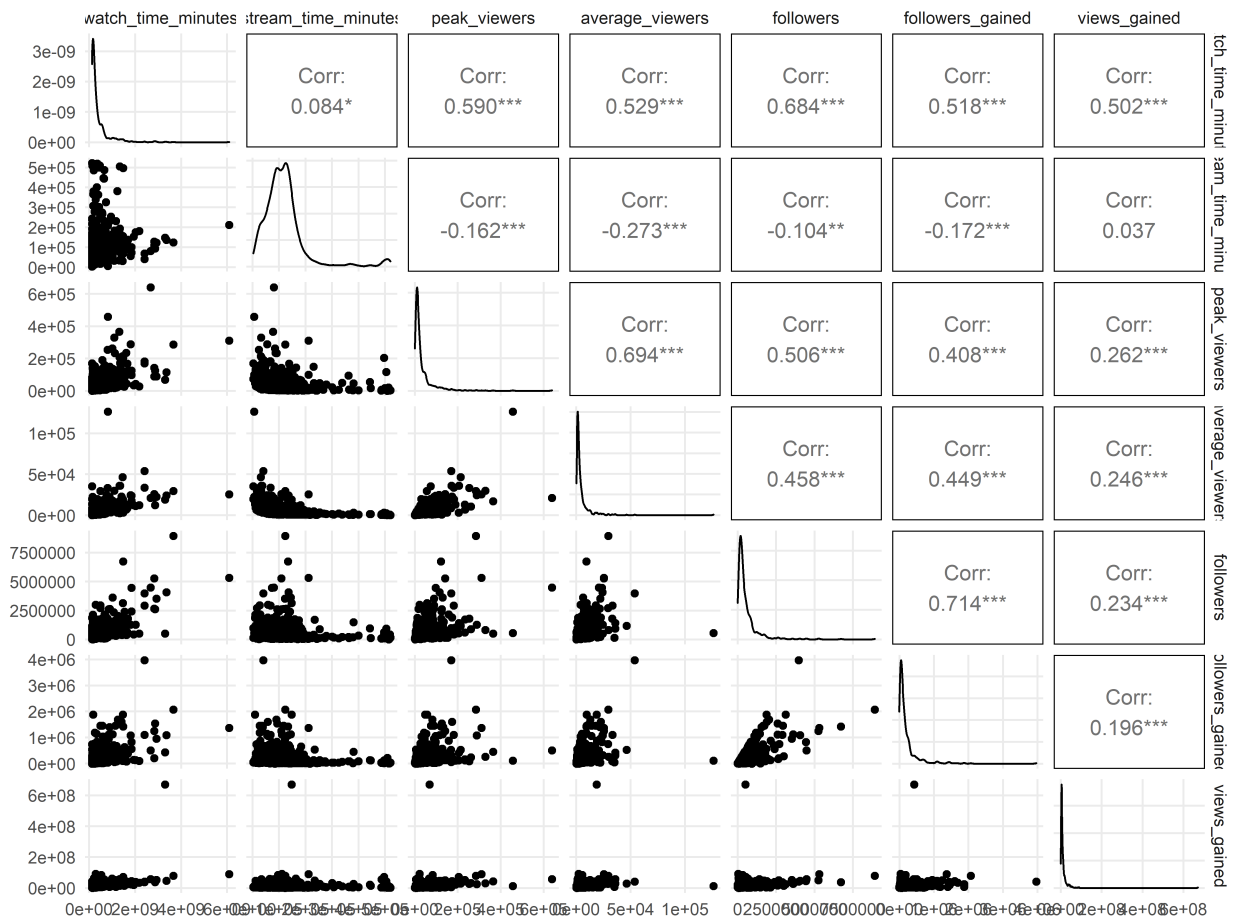 watch_time_minutes stream_time_minutes peak_viewers average_viewers followers followers_gained views_gained
3e-09
2e-09
1e-09
0e+00
Corr: Corr: Corr: Corr: Corr: Corr:
0.084* 0.590*** 0.529*** 0.684*** 0.518*** 0.502***
5e+05
4e+05
3e+05
2e+05
1e+05
0e+00
Corr: Corr: Corr: Corr: Corr:
-0.162*** -0.273*** -0.104** -0.172*** 0.037
6e+05
4e+05
2e+05
0e+00
Corr: Corr: Corr: Corr:
0.694*** 0.506*** 0.408*** 0.262***
peak_viewers
1e+05
5e+04
0e+00
Corr: Corr: Corr:
0.458*** 0.449*** 0.246***
7500000
5000000
2500000
0
Corr: Corr:
0.714*** 0.234***
followers
4e+06
3e+06
2e+06
1e+06
0e+00
Corr:
0.196***
6e+08
4e+08
2e+08
0e+00
views_gained
5e+04 1e+05